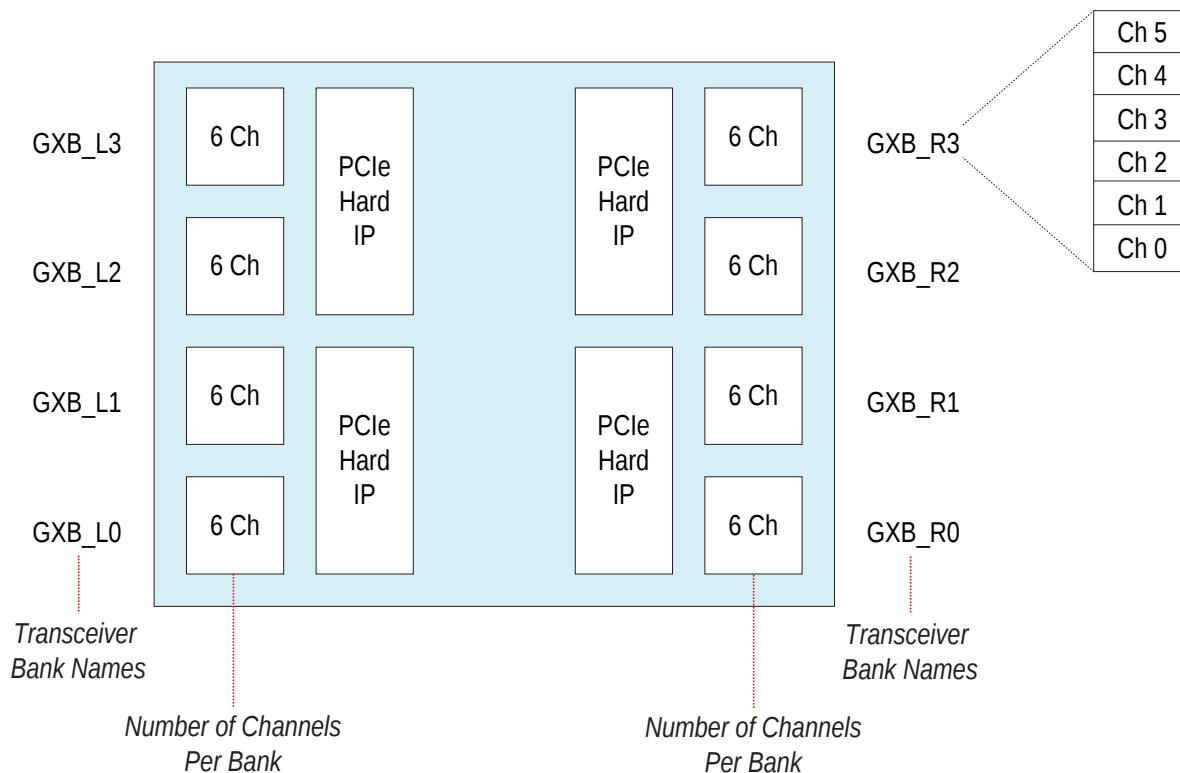 Ch 5
Ch 4
Ch 3
Ch 2
Ch 1
Ch 0
GXB_L3
6 Ch
PCIe
Hard
IP
PCIe
Hard
IP
6 Ch
GXB_R3
GXB_L2
6 Ch
6 Ch
GXB_R2
GXB_L1
6 Ch
PCIe
Hard
IP
PCIe
Hard
IP
6 Ch
GXB_R1
GXB_L0
6 Ch
6 Ch
GXB_R0
Transceiver
Bank Names
Transceiver
Bank Names
Number of Channels
Per Bank
Number of Channels
Per Bank